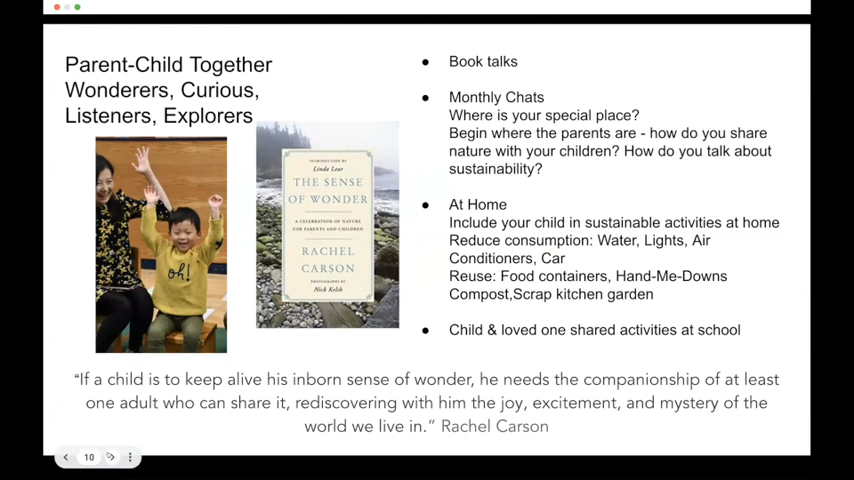 Parent-Child Together
Wonderers, Curious,
Listeners, Explorers
oh!
INTRODUCTION BY
Linda Lear
THE SENSE
OF WONDER
A CELEBRATION OF NATURE
FOR PARENTS AND CHILDREN
RACHEL
CARSON
PHOTOGRAPHS BY
Nick Kelsh
● Book talks
● Monthly Chats
Where is your special place?
Begin where the parents are - how do you share
nature with your children? How do you talk about
sustainability?
● At Home
Include your child in sustainable activities at home
Reduce consumption: Water, Lights, Air
Conditioners, Car
Reuse: Food containers, Hand-Me-Downs
Compost,Scrap kitchen garden
● Child & loved one shared activities at school
“If a child is to keep alive his inborn sense of wonder, he needs the companionship of at least
one adult who can share it, rediscovering with him the joy, excitement, and mystery of the
world we live in.” Rachel Carson
10